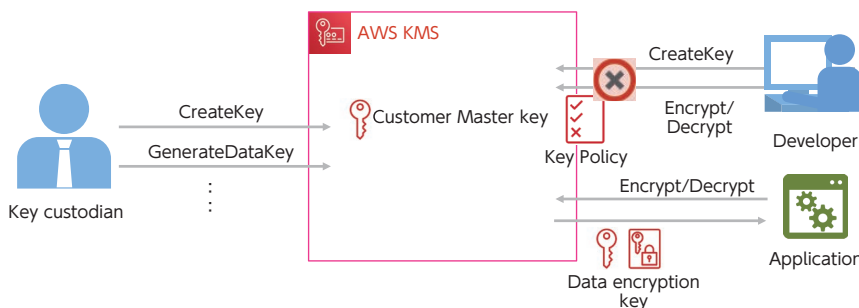 AWS KMS
CreateKey
Encrypt/
Decrypt
Developer
Customer Master key
Key Policy
CreateKey
GenerateDataKey
⋮
Key custodian
Encrypt/Decrypt
Application
Data encryption
key